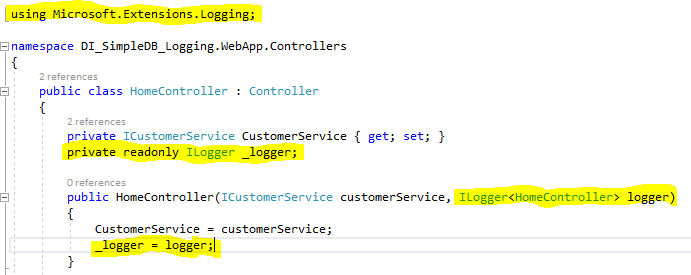 using Microsoft.Extensions.Logging;
namespace DI_SimpleDB_Logging.WebApp.Controllers
{
2 references
public class HomeController : Controller
{
2 references
private ICustomerService CustomerService { get; set; }
private readonly ILogger _logger;
0 references
public HomeController(ICustomerService customerService, ILogger<HomeController> logger)
{
CustomerService = customerService;
_logger = logger;
}